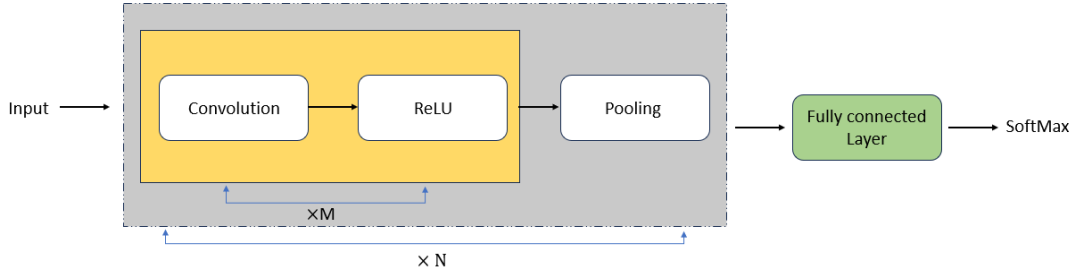 Input
Convolution
ReLU
Pooling
Fully connected
Layer
SoftMax
×M
× N